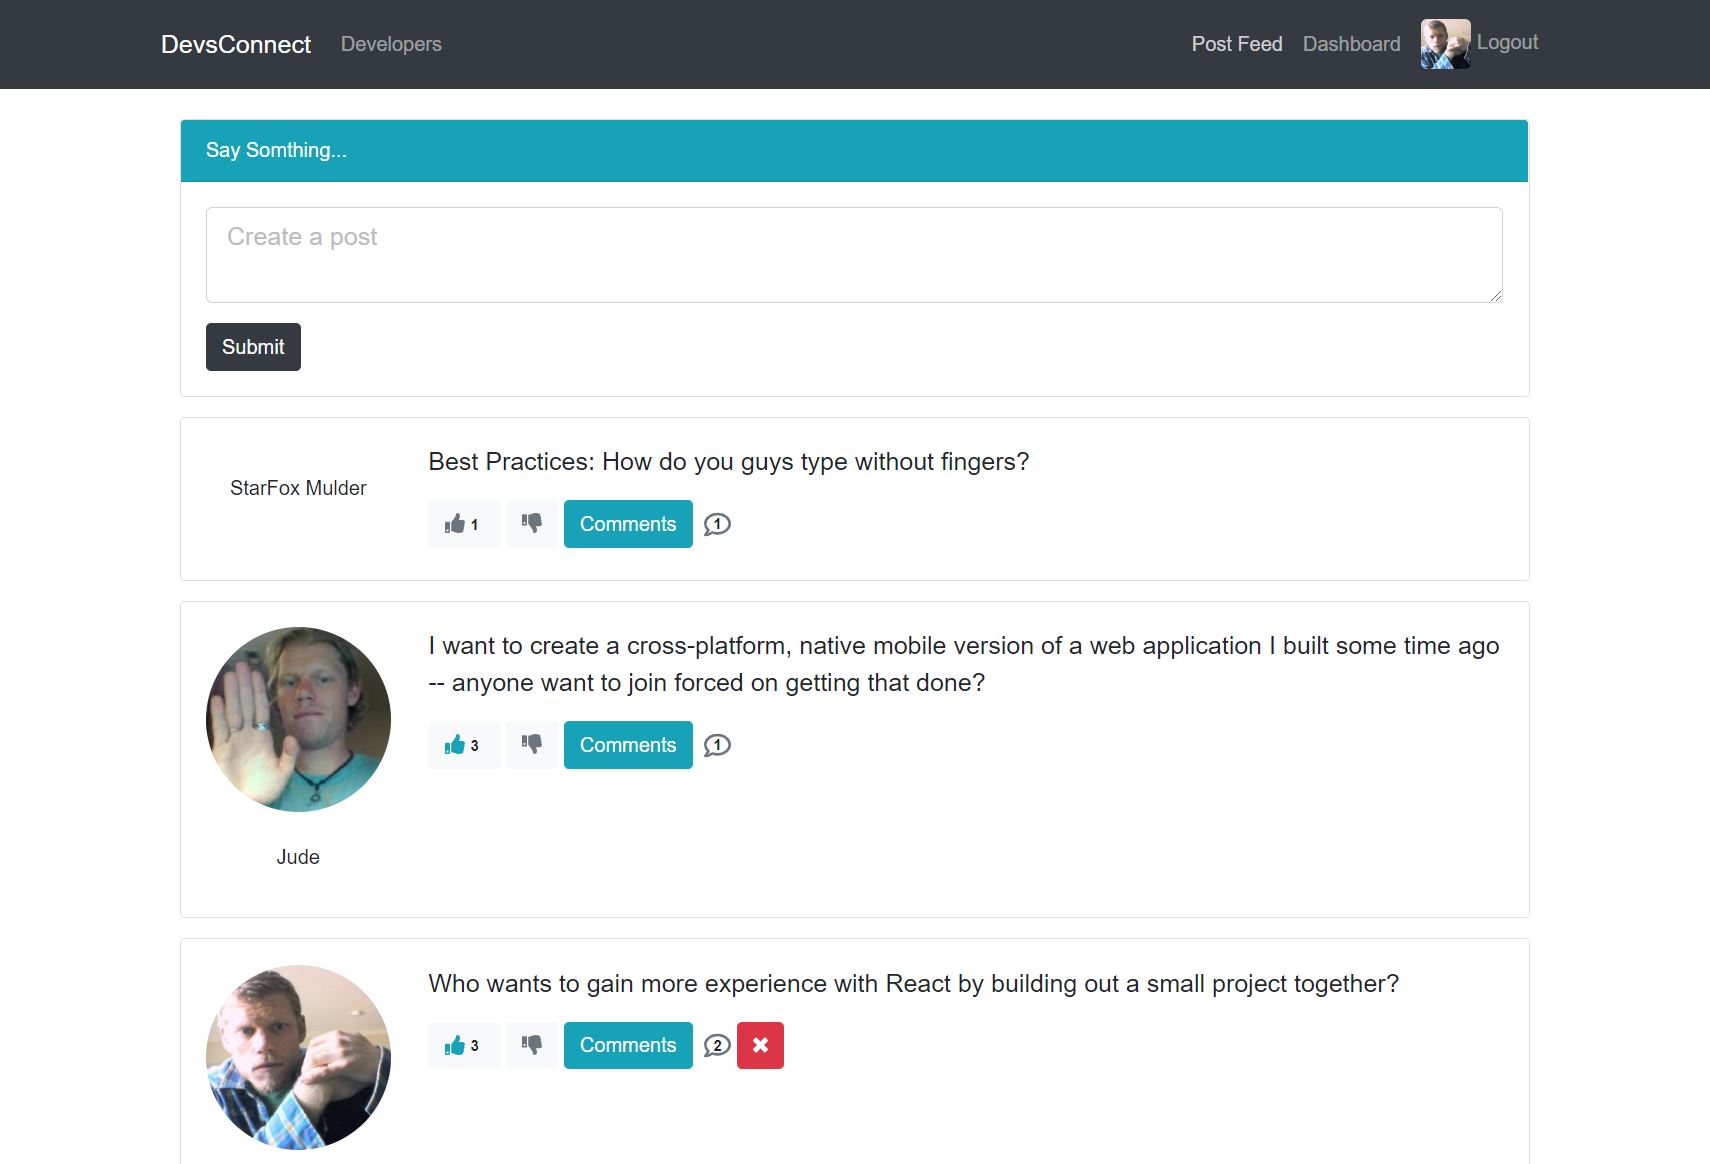 DevsConnect Developers Post Feed Dashboard Logout
Say Somthing...
Create a post
Submit
StarFox Mulder
Best Practices: How do you guys type without fingers?
1 Comments 1
Jude
I want to create a cross-platform, native mobile version of a web application I built some time ago
-- anyone want to join forced on getting that done?
3 Comments 1
Who wants to gain more experience with React by building out a small project together?
3 Comments 2